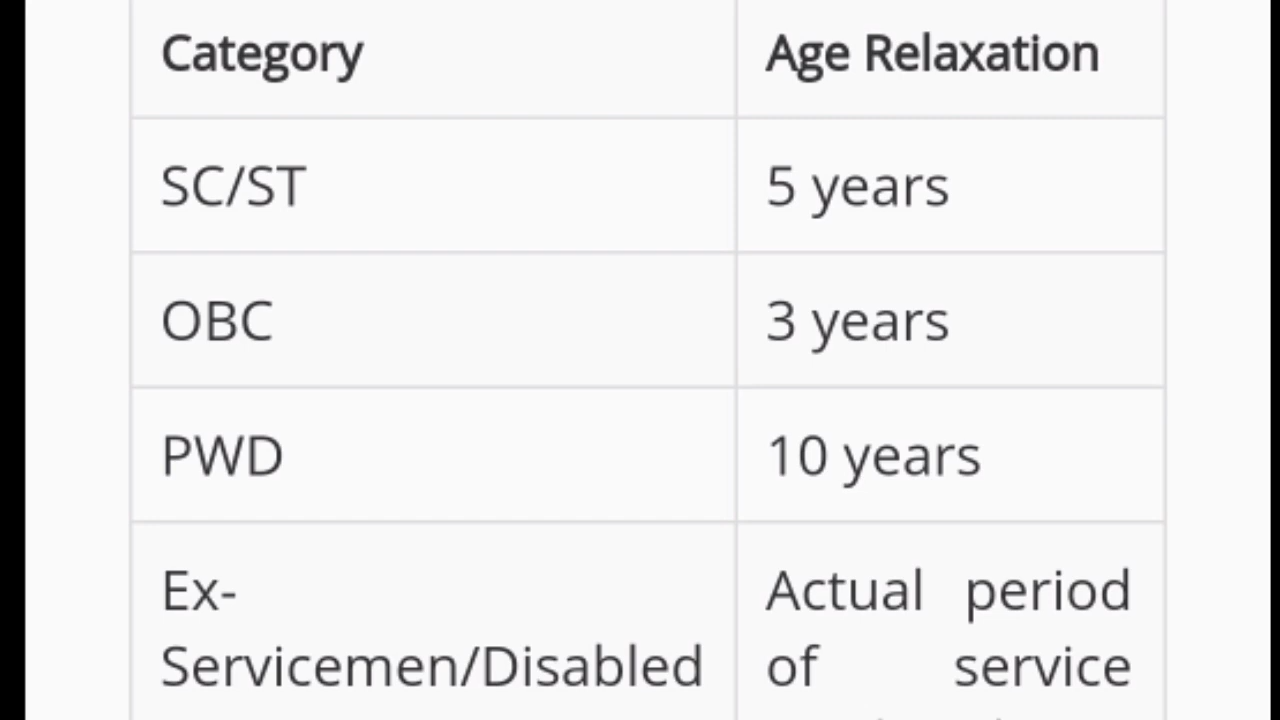 Category Age Relaxation
SC/ST 5 years
OBC 3 years
PWD 10 years
Ex- Actual period
Servicemen/Disabled of service